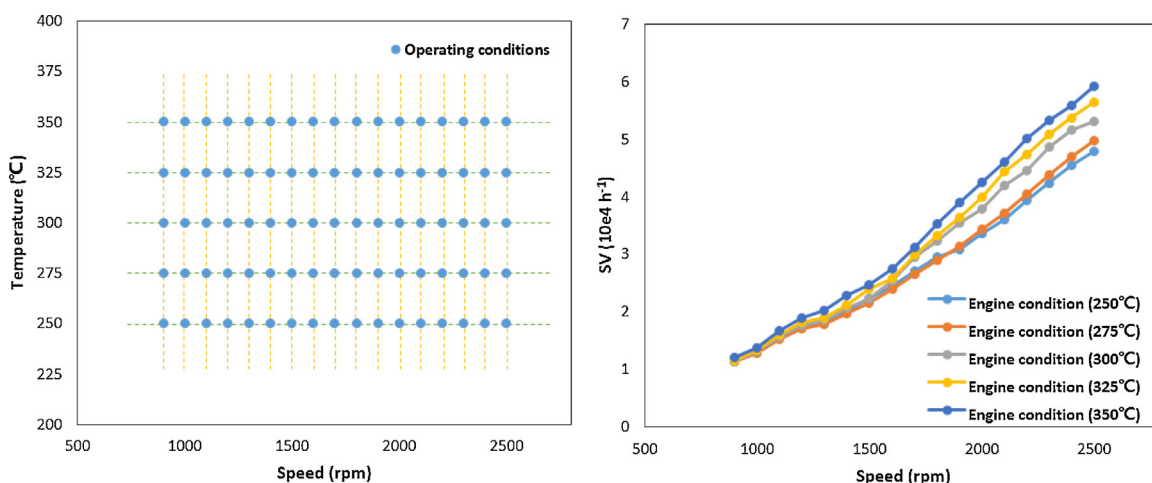 400
375
350
325
300
275
250
225
200
Temperature (℃)
Operating conditions
500
1000
1500
2000
2500
Speed (rpm)
7
6
5
4
3
2
1
0
SV (10e4 h-1)
Engine condition (250℃)
Engine condition (275℃)
Engine condition (300℃)
Engine condition (325℃)
Engine condition (350℃)
500
1000
1500
2000
2500
Speed (rpm)